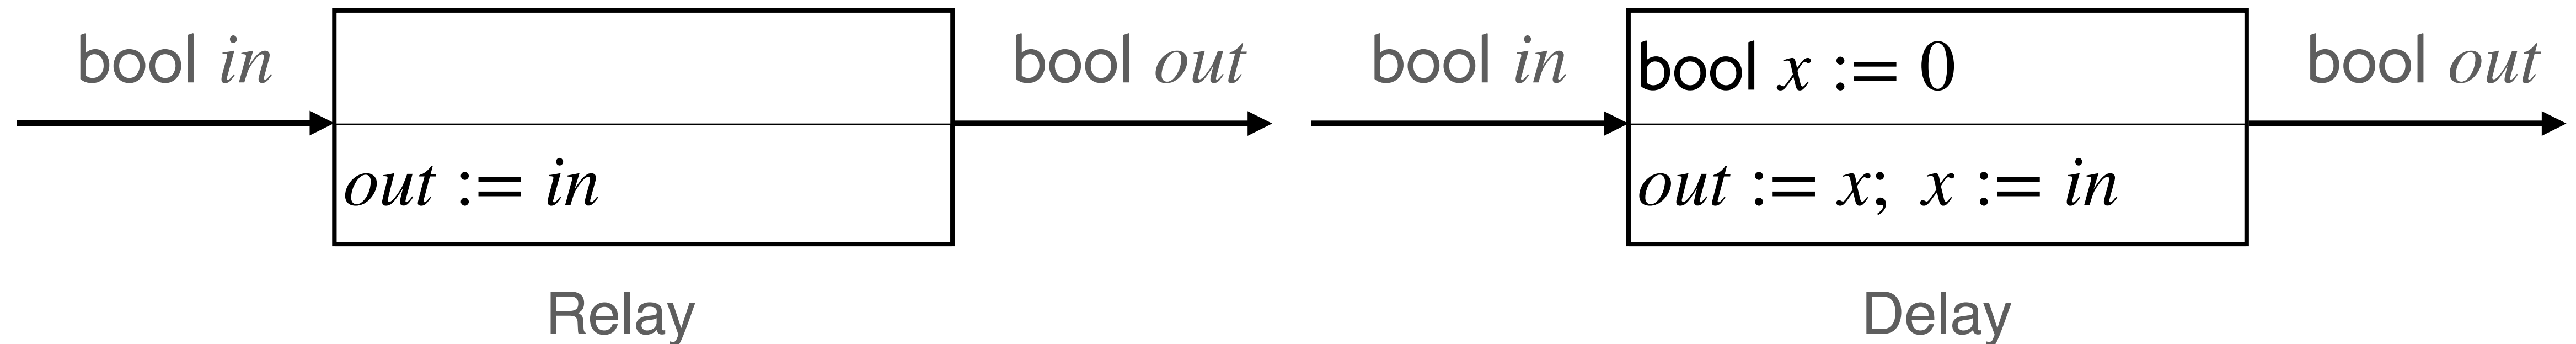 bool in
bool out
out := in
Relay
bool in
bool x := 0
bool out
out := x; x := in
Delay